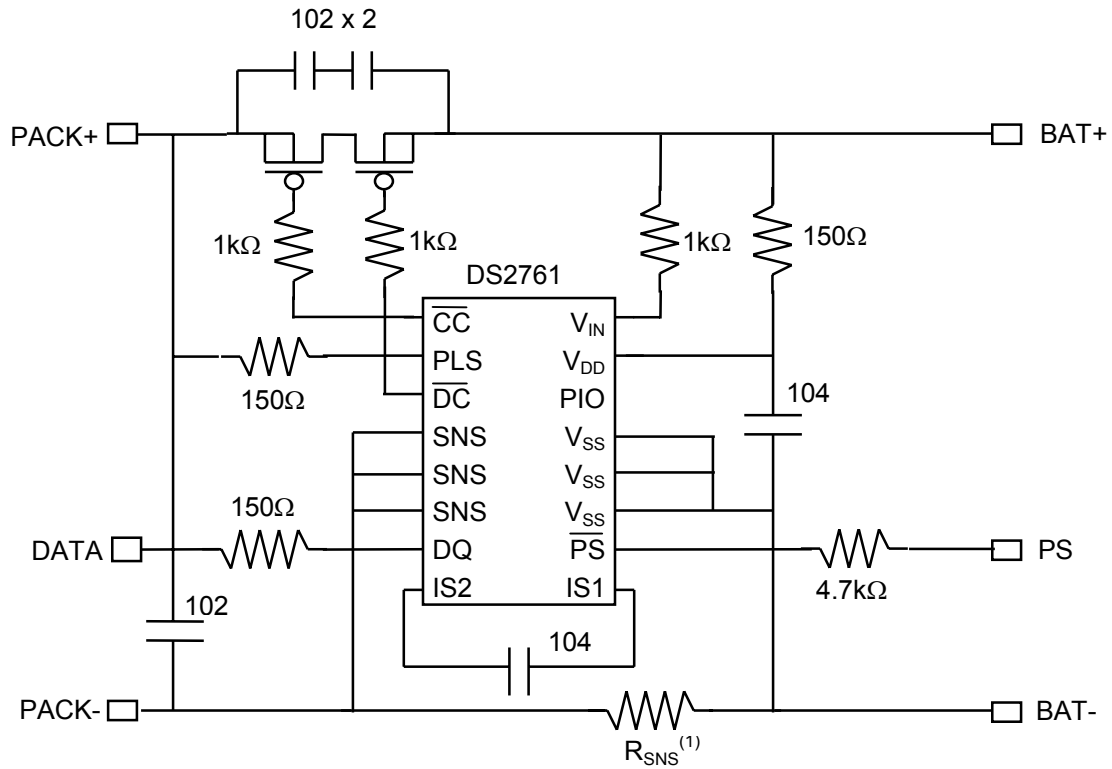 102 x 2
PACK+
BAT+
1kΩ
1kΩ
1kΩ
150Ω
DS2761
CC
PLS
DC
SNS
SNS
SNS
DQ
IS2
VIN
VDD
PIO
VSS
VSS
VSS
PS
IS1
150Ω
104
150Ω
DATA
PS
4.7kΩ
102
104
PACK-
BAT-
RSNS(1)